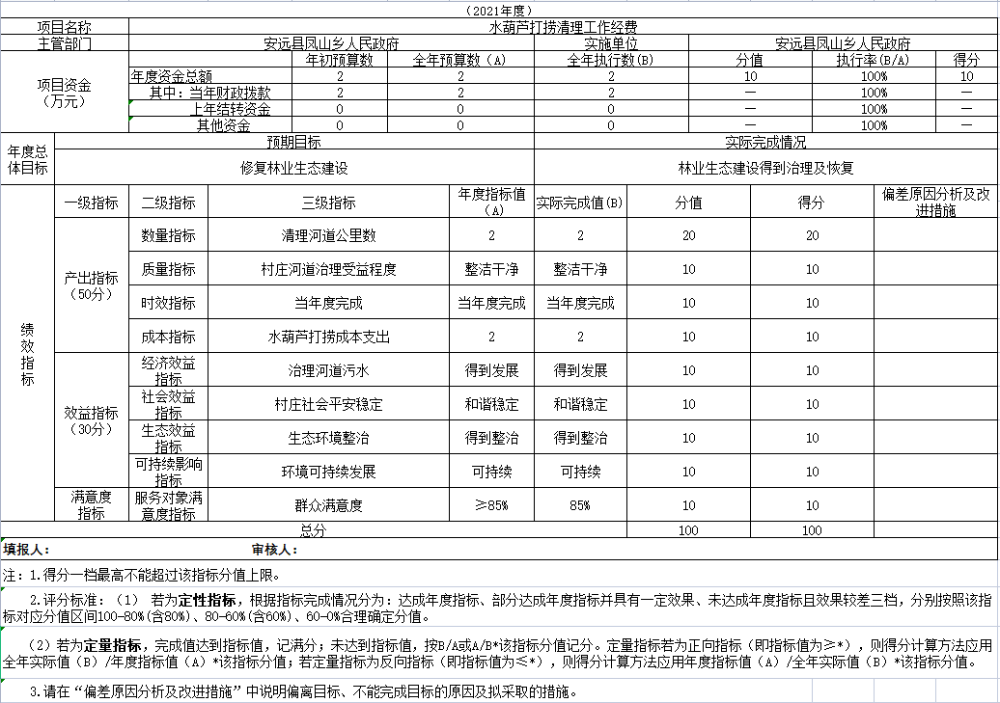 （2021年度）
项目名称 水葫芦打捞清理工作经费
主管部门 安远县凤山乡人民政府 实施单位 安远县凤山乡人民政府
项目资金（万元） 年初预算数 全年预算数（A） 全年执行数(B) 分值 执行率(B/A) 得分
年度资金总额 2 2 2 10 100% 10
其中：当年财政拨款 2 2 2 — 100% —
上年结转资金 0 0 0 — 100% —
其他资金 0 0 0 — 100% —
年度总体目标 预期目标 实际完成情况
修复林业生态建设 林业生态建设得到治理及恢复
绩效指标 一级指标 二级指标 三级指标 年度指标值（A） 实际完成值(B) 分值 得分 偏差原因分析及改进措施
产出指标（50分） 数量指标 清理河道公里数 2 2 20 20
质量指标 村庄河道治理受益程度 整洁干净 整洁干净 10 10
时效指标 当年度完成 当年度完成 当年度完成 10 10
成本指标 水葫芦打捞成本支出 2 2 10 10
效益指标（30分） 经济效益指标 治理河道污水 得到发展 得到发展 10 10
社会效益指标 村庄社会平安稳定 和谐稳定 和谐稳定 10 10
生态效益指标 生态环境整治 得到整治 得到整治 10 10
可持续影响指标 环境可持续发展 可持续 可持续 10 10
满意度指标 服务对象满意度指标 群众满意度 ≥85% 85% 10 10
总分 100 100
填报人： 审核人：
注：1.得分一档最高不能超过该指标分值上限。
2.评分标准：（1） 若为定性指标，根据指标完成情况分为：达成年度指标、部分达成年度指标并具有一定效果、未达成年度指标且效果较差三档，分别按照该指
标对应分值区间100-80%(含80%)、80-60%(含60%)、60-0%合理确定分值。
（2）若为定量指标，完成值达到指标值，记满分；未达到指标值，按B/A或A/B*该指标分值记分。定量指标若为正向指标（即指标值为≥*），则得分计算方法应用
全年实际值（B）/年度指标值（A）*该指标分值；若定量指标为反向指标（即指标值为≤*），则得分计算方法应用年度指标值（A）/全年实际值（B）*该指标分值。
3.请在“偏差原因分析及改进措施”中说明偏离目标、不能完成目标的原因及拟采取的措施。